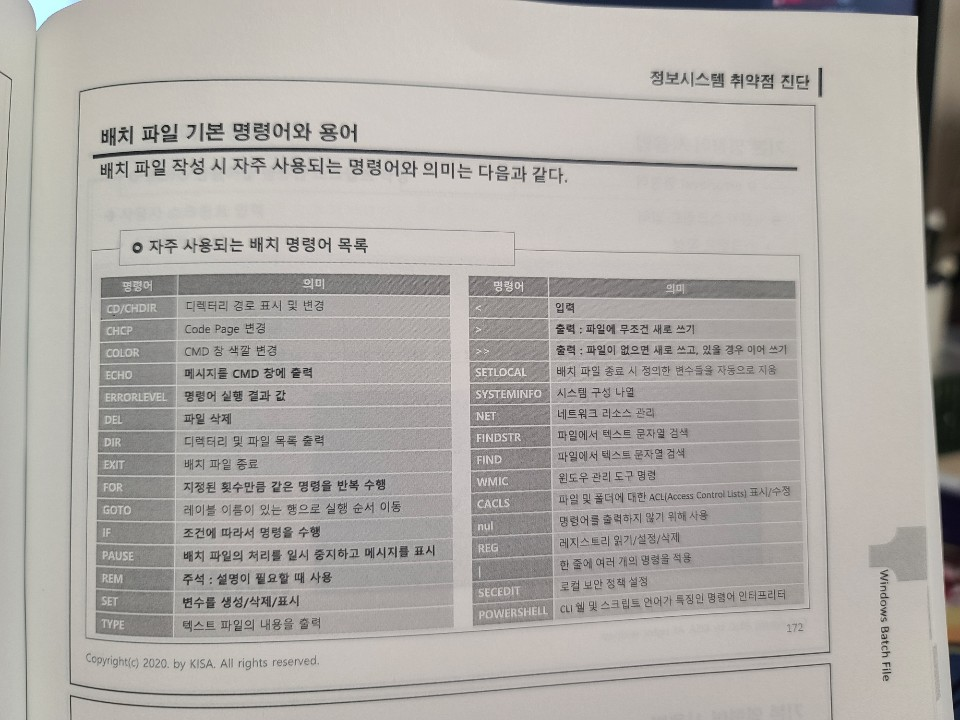 정보시스템 취약점 진단
배치 파일 기본 명령어와 용어
배치 파일 작성 시 자주 사용되는 명령어와 의미는 다음과 같다.
자주 사용되는 배치 명령어 목록
명령어 의미
CD/CHDIR 디렉터리 경로 표시 및 변경
CHCP Code Page 변경
COLOR CMD 창 색깔 변경
ECHO 메시지를 CMD 창에 출력
ERRORLEVEL 명령어 실행 결과 값
DEL 파일 삭제
DIR 디렉터리 및 파일 목록 출력
EXIT 배치 파일 종료
FOR 지정된 횟수만큼 같은 명령을 반복 수행
GOTO 레이블 이름이 있는 행으로 실행 순서 이동
IF 조건에 따라서 명령을 수행
PAUSE 배치 파일의 처리를 일시 중지하고 메시지를 표시
REM 주석 : 설명이 필요할 때 사용
SET 변수를 생성/삭제/표시
TYPE 텍스트 파일의 내용을 출력
명령어 의미
< 입력
> 출력 : 파일에 무조건 새로 쓰기
>> 출력 : 파일이 없으면 새로 쓰고, 있을 경우 이어 쓰기
SETLOCAL 배치 파일 종료 시 정의한 변수들을 자동으로 지움
SYSTEMINFO 시스템 구성 나열
NET 네트워크 리소스 관리
FINDSTR 파일에서 텍스트 문자열 검색
FIND 파일에서 텍스트 문자열 검색
WMIC 윈도우 관리 도구 명령
CACLS 파일 및 폴더에 대한 ACL(Access Control Lists) 표시/수정
nul 명령어를 출력하지 않기 위해 사용
REG 레지스트리 읽기/설정/삭제
| 한 줄에 여러 개의 명령을 적용
SECEDIT 로컬 보안 정책 설정
POWERSHELL CLI 쉘 및 스크립트 언어가 특징인 명령어 인터프리터
172
Copyright(c) 2020. by KISA. All rights reserved.
1
Windows Batch File